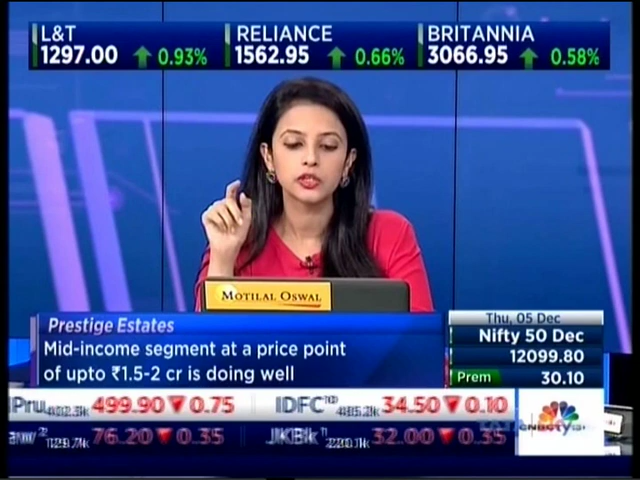 L&T
1297.00 0.93%
RELIANCE
1562.95 0.66%
BRITANNIA
3066.95 0.58%
MOTILAL OSWAL
Prestige Estates
Mid-income segment at a price point
of upto ₹1.5-2 cr is doing well
Thu, 05 Dec
Nifty 50 Dec
12099.80
Prem 30.10
IPru 499.90 0.75 IDFC 34.50 0.10
76.20 0.35 JKBk 32.00 0.35